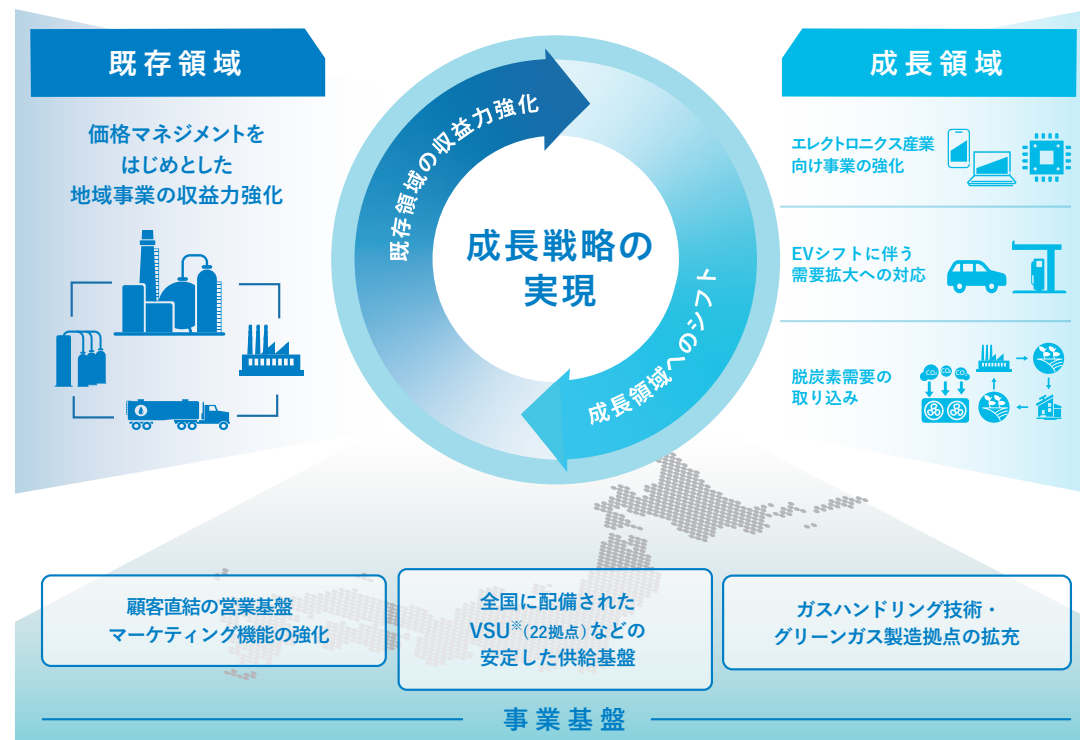 既存領域
価格マネジメントを
はじめとした
地域事業の収益力強化
既存領域の収益力強化
成長戦略の
実現
成長領域へのシフト
成長領域
エレクトロニクス産業
向け事業の強化
EVシフトに伴う
需要拡大への対応
脱炭素需要の
取り込み
CO₂ CO₂ CO₂
顧客直結の営業基盤
マーケティング機能の強化
全国に配備された
VSU※(22拠点)などの
安定した供給基盤
ガスハンドリング技術・
グリーンガス製造拠点の拡充
事業基盤